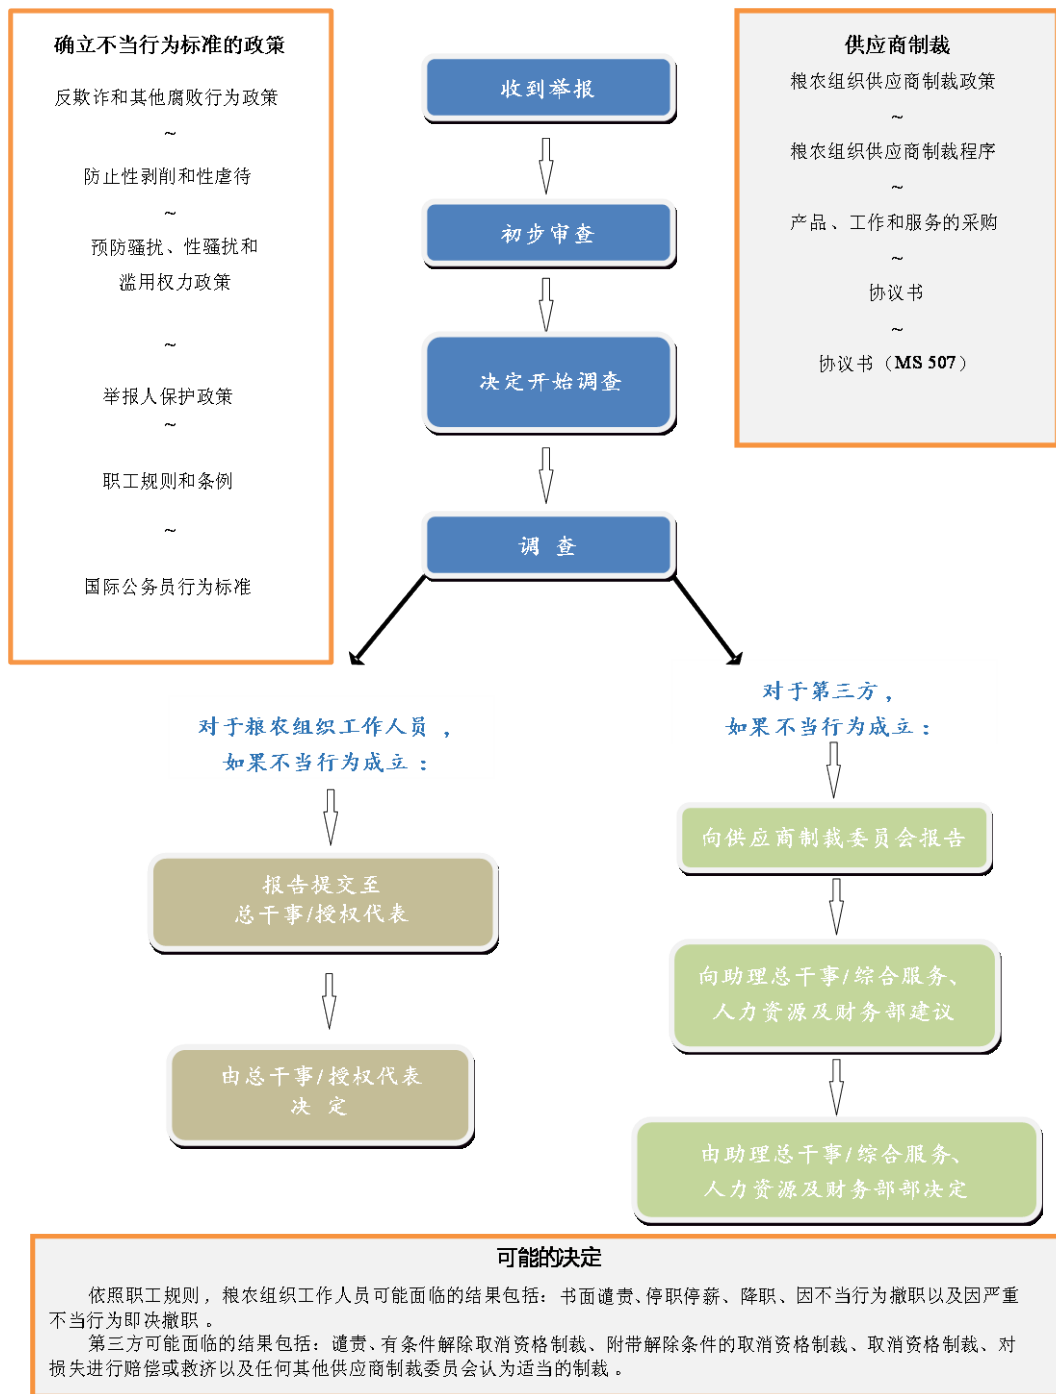 确立不当行为标准的政策
反欺诈和其他腐败行为政策
~
防止性剥削和性虐待
~
预防骚扰、性骚扰和
滥用权力政策
~
举报人保护政策
~
职工规则和条例
~
国际公务员行为标准
收到举报
初步审查
决定开始调查
调 查
供应商制裁
粮农组织供应商制裁政策
~
粮农组织供应商制裁程序
~
产品、工作和服务的采购
~
协议书
~
协议书（MS 507）
对于粮农组织工作人员，
如果不当行为成立：
报告提交至
总干事/授权代表
由总干事/授权代表
决 定
对于第三方，
如果不当行为成立：
向供应商制裁委员会报告
向助理总干事/综合服务、
人力资源及财务部建议
由助理总干事/综合服务、
人力资源及财务部部决定
可能的决定
依照职工规则，粮农组织工作人员可能面临的结果包括：书面谴责、停职停薪、降职、因不当行为撤职以及因严重
不当行为即决撤职。
第三方可能面临的结果包括：谴责、有条件解除取消资格制裁、附带解除条件的取消资格制裁、取消资格制裁、对
损失进行赔偿或救济以及任何其他供应商制裁委员会认为适当的制裁。